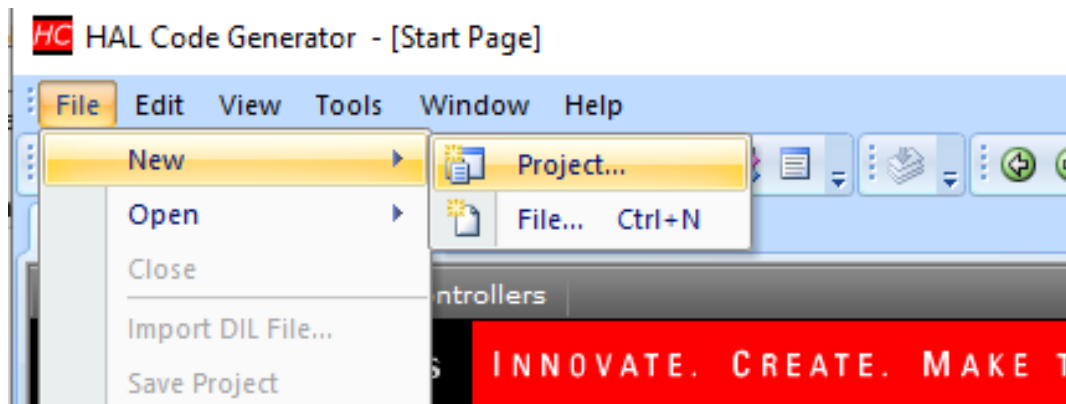 HC HAL Code Generator - [Start Page]
File Edit View Tools Window Help
New Project...
Open File... Ctrl+N
Close
Import DIL File...
Save Project
INNOVATE. CREATE. MAKE